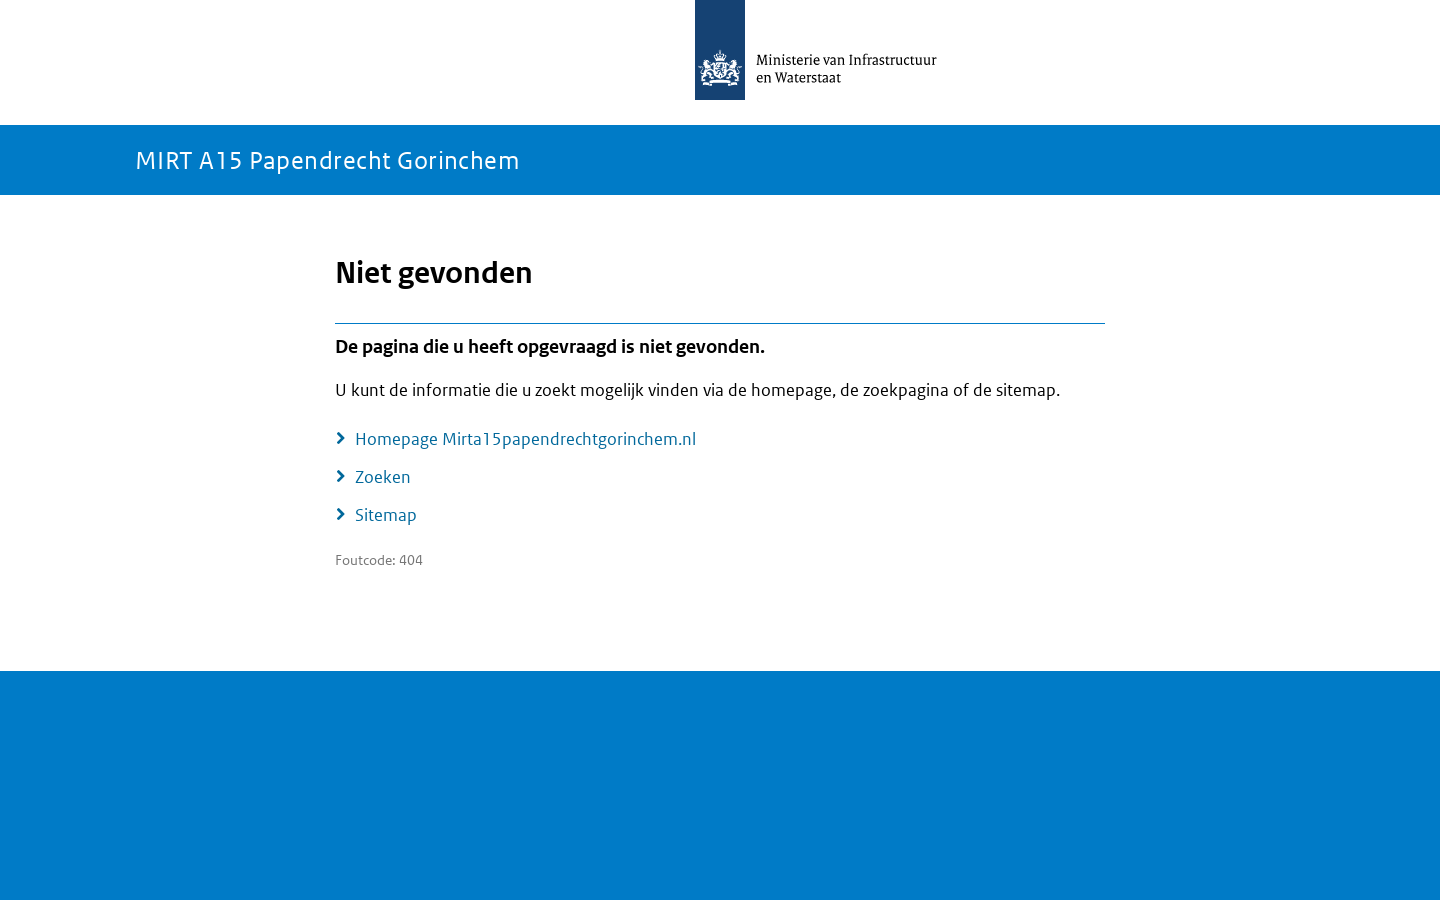 Ministerie van Infrastructuur
en Waterstaat
MIRT A15 Papendrecht Gorinchem
Niet gevonden
De pagina die u heeft opgevraagd is niet gevonden.
U kunt de informatie die u zoekt mogelijk vinden via de homepage, de zoekpagina of de sitemap.
Homepage Mirta15papendrechtgorinchem.nl
Zoeken
Sitemap
Foutcode: 404